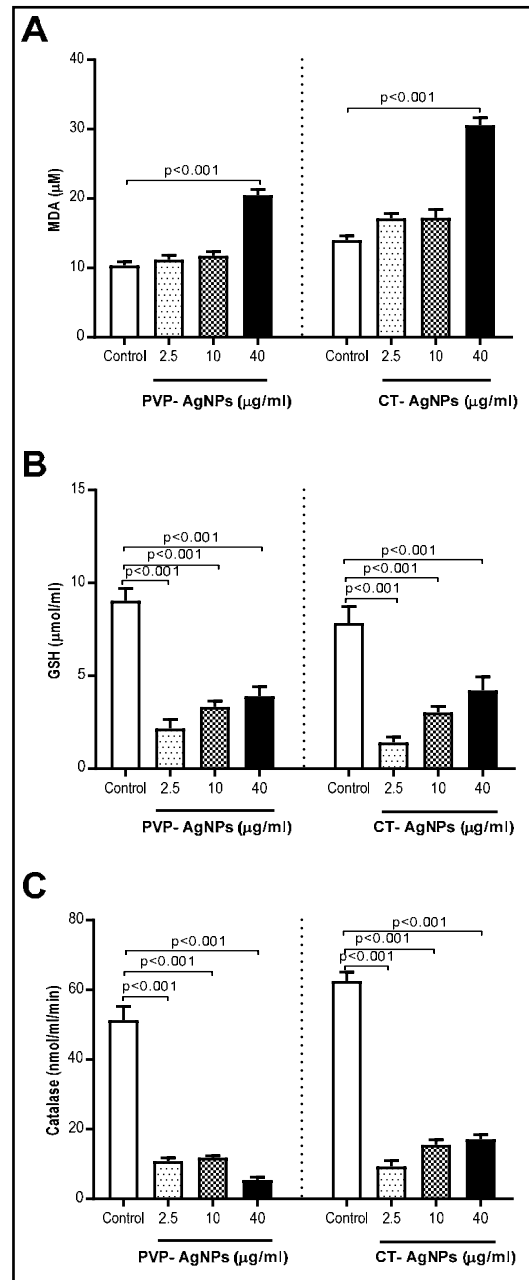 A
40
30
20
10
0
MDA (μM)
p<0.001
p<0.001
Control 2.5 10 40 Control 2.5 10 40
PVP- AgNPs (μg/ml) CT- AgNPs (μg/ml)
B
15
10
5
0
GSH (μmol/ml)
p<0.001
p<0.001
p<0.001
p<0.001
p<0.001
p<0.001
Control 2.5 10 40 Control 2.5 10 40
PVP- AgNPs (μg/ml) CT- AgNPs (μg/ml)
C
80
60
40
20
0
Catalase (nmol/ml/min)
p<0.001
p<0.001
p<0.001
p<0.001
p<0.001
p<0.001
Control 2.5 10 40 Control 2.5 10 40
PVP- AgNPs (μg/ml) CT- AgNPs (μg/ml)